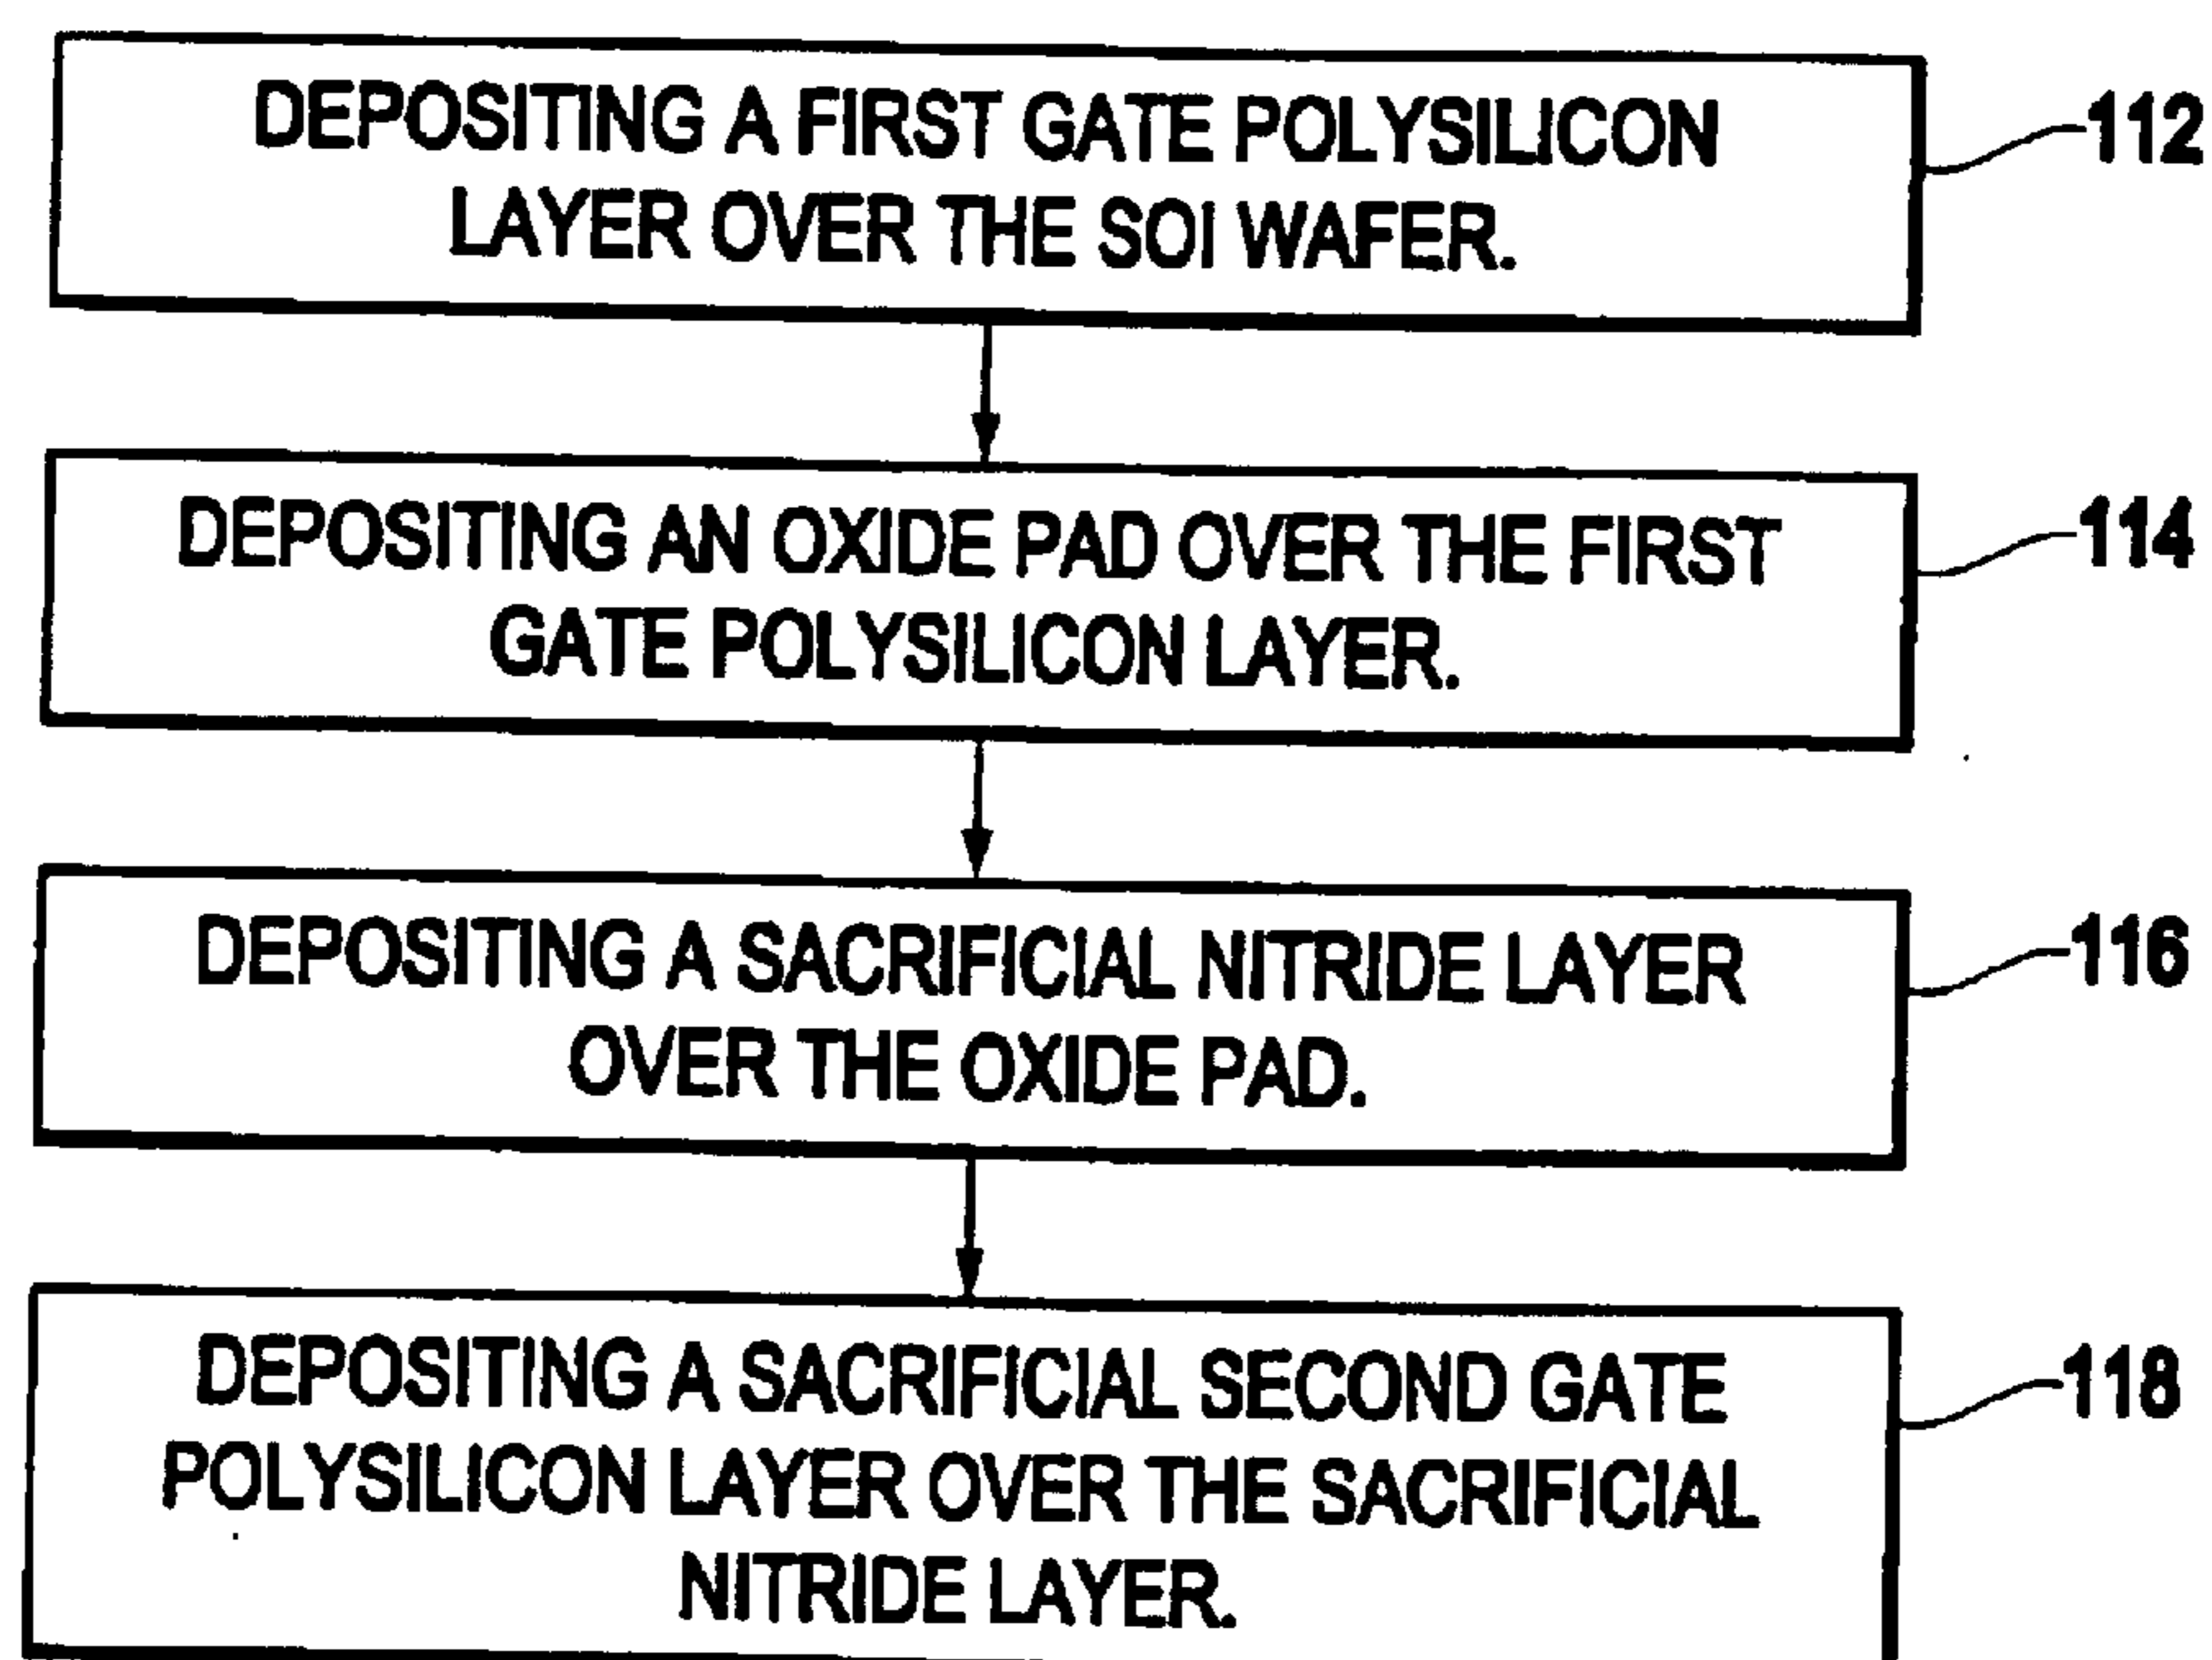 DEPOSITING A FIRST GATE POLYSILICON
LAYER OVER THE SOI WAFER.
112
DEPOSITING AN OXIDE PAD OVER THE FIRST
GATE POLYSILICON LAYER.
114
DEPOSITING A SACRIFICIAL NITRIDE LAYER
OVER THE OXIDE PAD.
116
DEPOSITING A SACRIFICIAL SECOND GATE
POLYSILICON LAYER OVER THE SACRIFICIAL
NITRIDE LAYER.
118